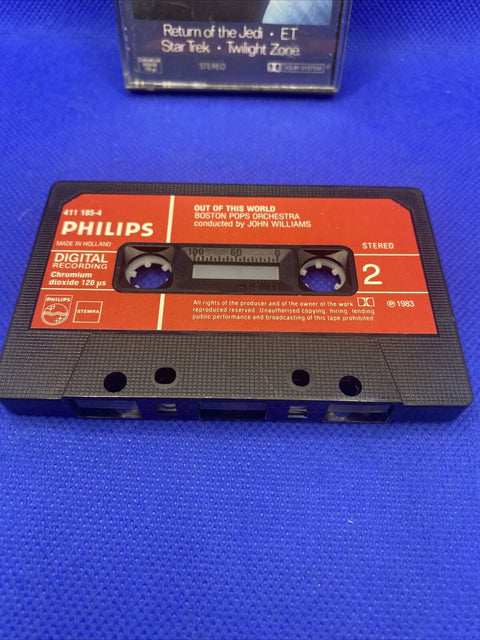 Return of the Jedi · ET
Star Trek · Twilight Zone
STEREO
DOLBY SYSTEM
411 185-4
PHILIPS
MADE IN HOLLAND
DIGITAL
RECORDING
Chromium
dioxide 120 µs
PHILIPS
STEMRA
OUT OF THIS WORLD
BOSTON POPS ORCHESTRA
conducted by JOHN WILLIAMS
100 50 0
STEREO
2
All rights of the producer and of the owner of the work
reproduced reserved. Unauthorised copying, hiring, lending
public performance and broadcasting of this tape prohibited
℗ 1983